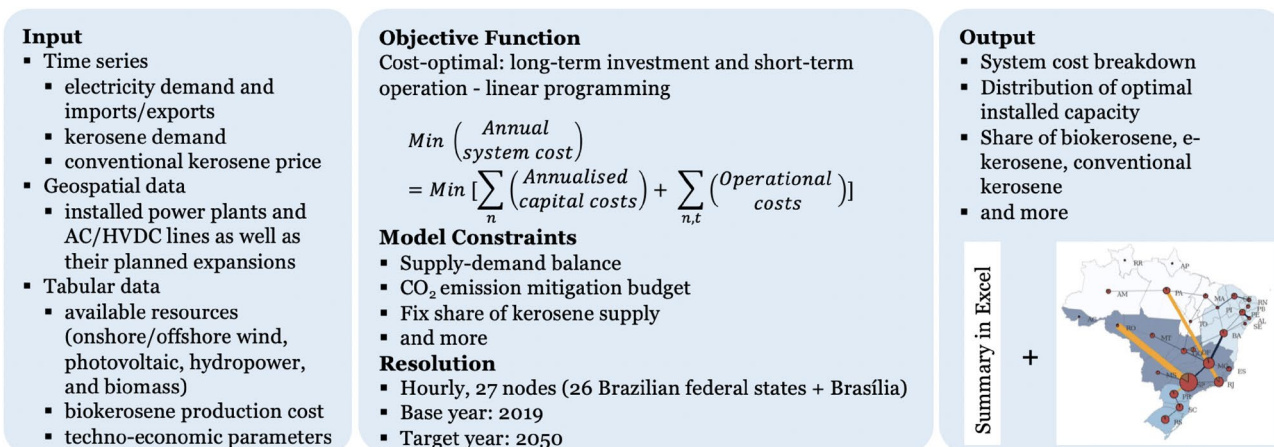 Input
▪ Time series
▪ electricity demand and
imports/exports
▪ kerosene demand
▪ conventional kerosene price
▪ Geospatial data
▪ installed power plants and
AC/HVDC lines as well as
their planned expansions
▪ Tabular data
▪ available resources
(onshore/offshore wind,
photovoltaic, hydropower,
and biomass)
▪ biokerosene production cost
▪ techno-economic parameters
Objective Function
Cost-optimal: long-term investment and short-term
operation - linear programming
Min (Annual
system cost)
= Min [∑n (Annualised
capital costs) + ∑n,t (Operational
costs)]
Model Constraints
▪ Supply-demand balance
▪ CO₂ emission mitigation budget
▪ Fix share of kerosene supply
▪ and more
Resolution
▪ Hourly, 27 nodes (26 Brazilian federal states + Brasília)
▪ Base year: 2019
▪ Target year: 2050
Output
▪ System cost breakdown
▪ Distribution of optimal
installed capacity
▪ Share of biokerosene, e-
kerosene, conventional
kerosene
▪ and more
Summary in Excel
+
RR
AP
AM
PA
MA
RN
PB
PE
AL
SE
PI
TO
BA
RO
MT
MG
ES
MS
RJ
PR
SC
RS